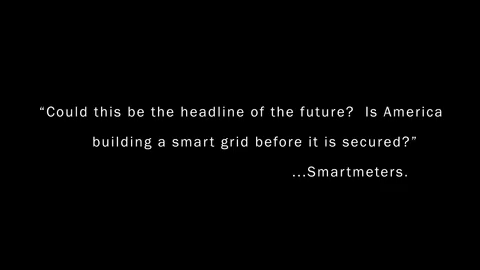 “Could this be the headline of the future?  Is America
building a smart grid before it is secured?”
...Smartmeters.